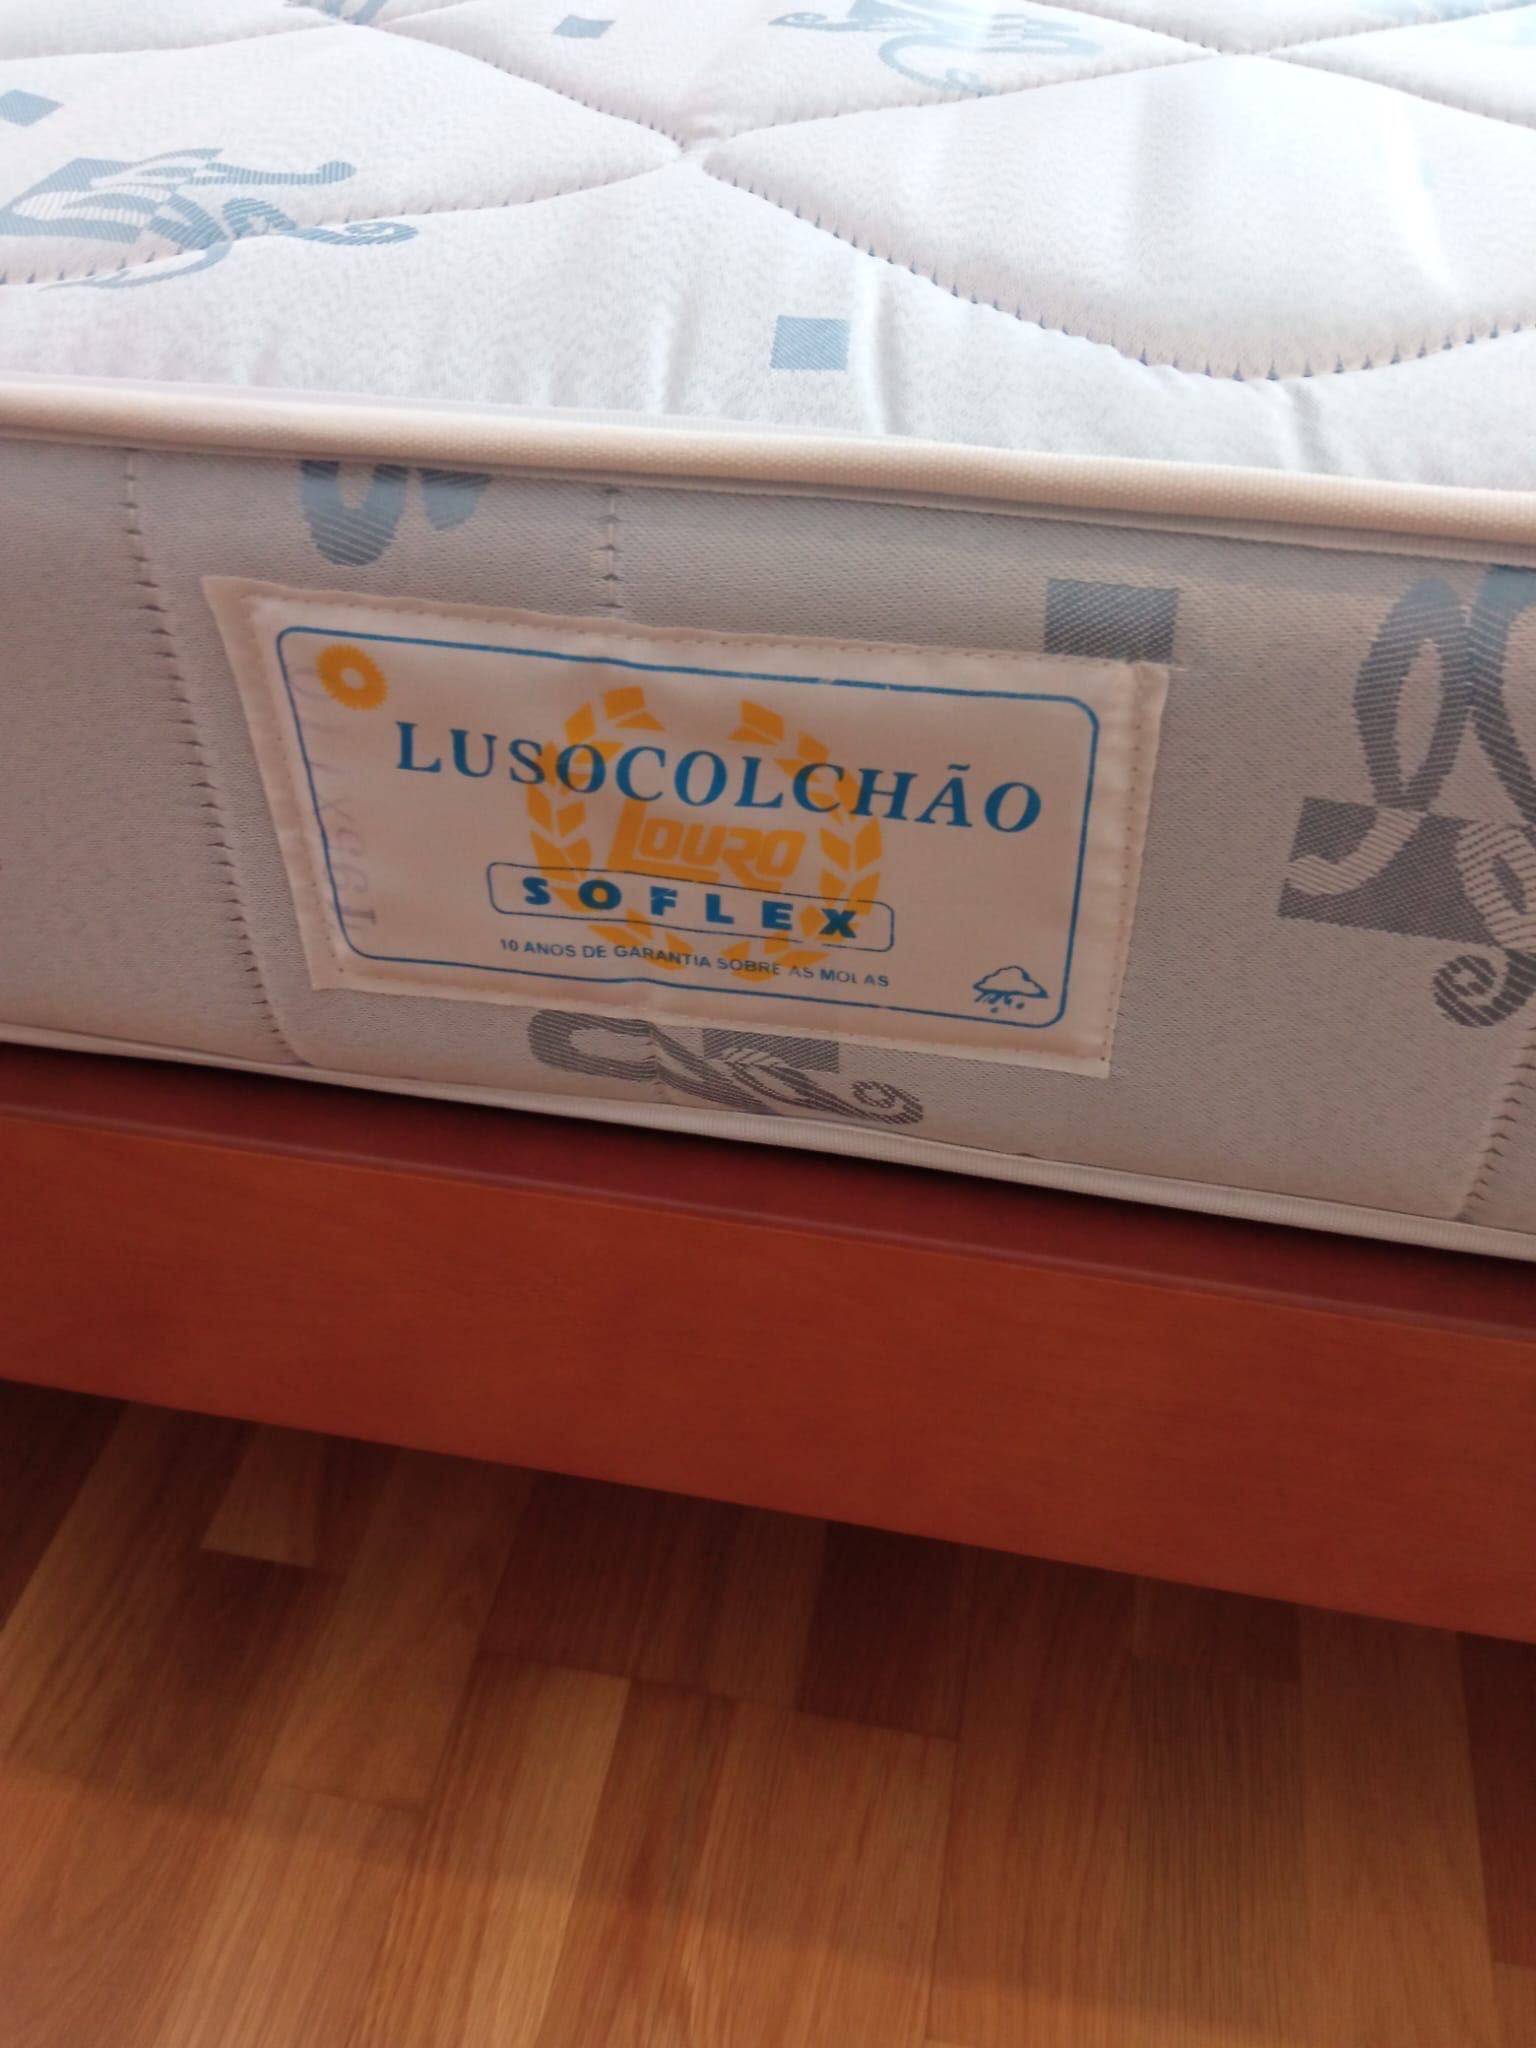 LUSOCOLCHÃO
LOURO
SOFLEX
10 ANOS DE GARANTIA SOBRE AS MOLAS